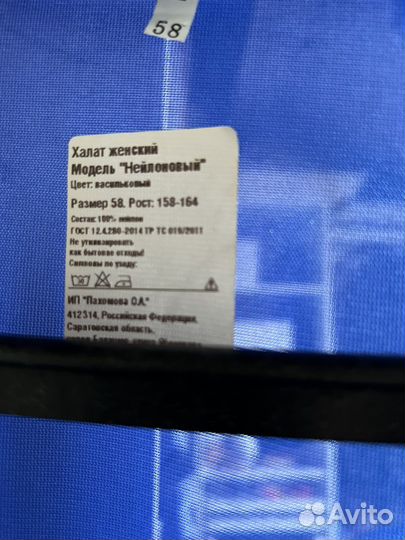 58
Халат женский
Модель "Нейлоновый"
Цвет: васильковый
Размер 58. Рост: 158-164
Состав: 100% нейлон
ГОСТ 12.4.280-2014 ТР ТС 019/2011
Не утилизировать
как бытовые отходы!
Символы по уходу:
ИП "Пахомова О.А."
412314, Российская Федерация,
Саратовская область,
Avito